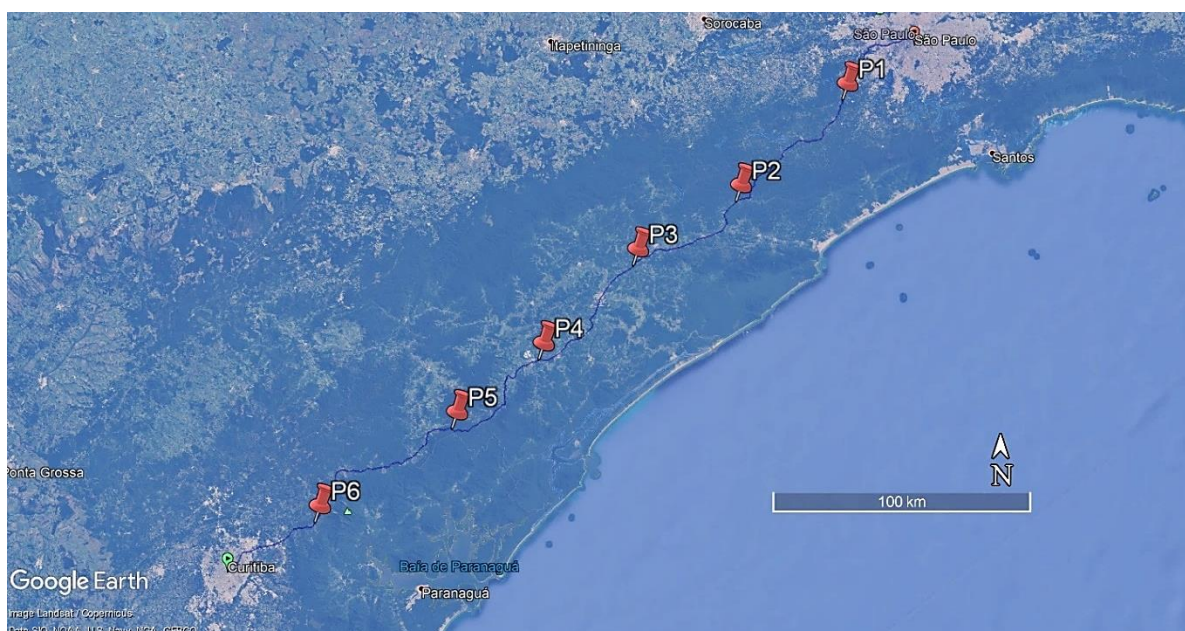 Sorocaba
Itapetininga
São Paulo
São Paulo
P1
Santos
P2
P3
P4
P5
Ponta Grossa
P6
N
100 km
Curitiba
Baía de Paranaguá
Paranaguá
Google Earth
Image Landsat / Copernicus